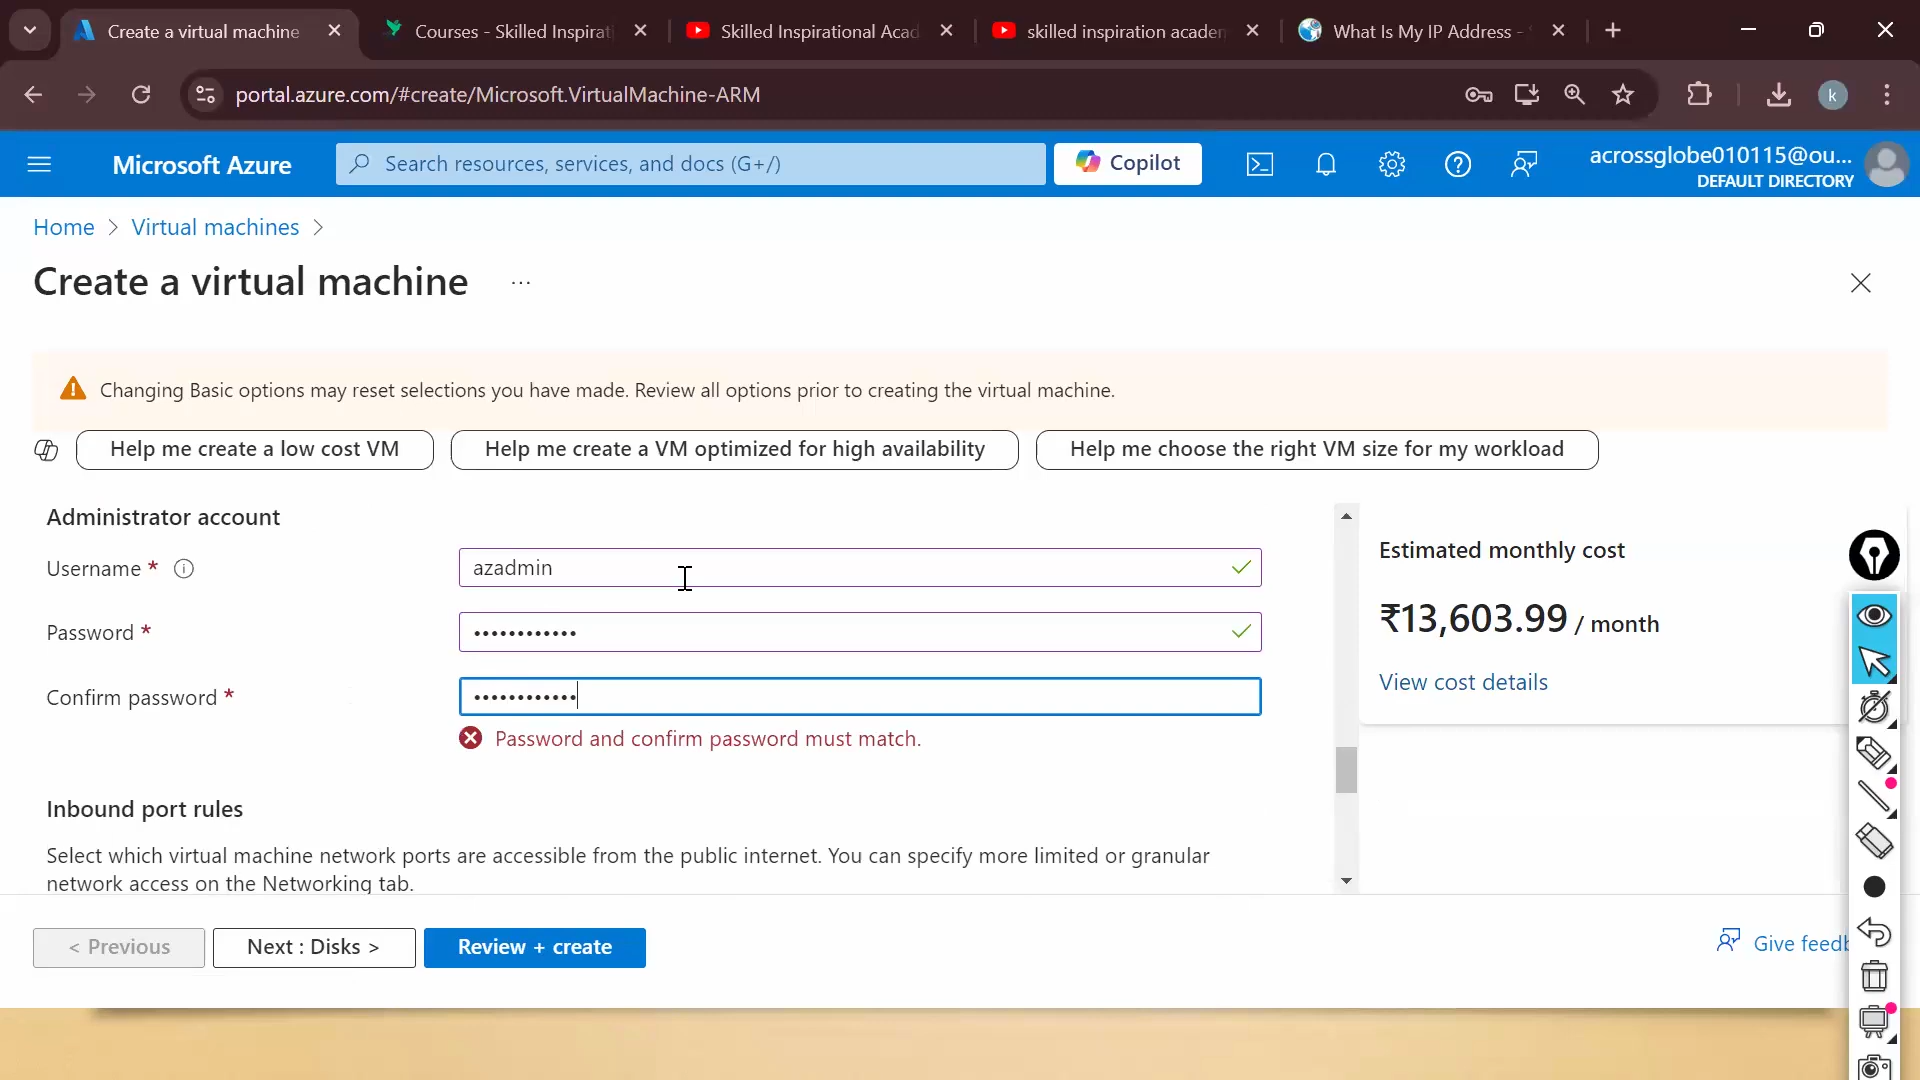 Create a virtual machine
Courses - Skilled Inspirati
Skilled Inspirational Acad
skilled inspiration academ
What Is My IP Address -
portal.azure.com/#create/Microsoft.VirtualMachine-ARM
k
Microsoft Azure
Search resources, services, and docs (G+/)
Copilot
acrossglobe010115@ou...
DEFAULT DIRECTORY
Home > Virtual machines >
Create a virtual machine ...
Changing Basic options may reset selections you have made. Review all options prior to creating the virtual machine.
Help me create a low cost VM
Help me create a VM optimized for high availability
Help me choose the right VM size for my workload
Administrator account
Username *
azadmin
Password *
••••••••••••
Confirm password *
••••••••••••
Password and confirm password must match.
Inbound port rules
Select which virtual machine network ports are accessible from the public internet. You can specify more limited or granular
network access on the Networking tab.
Estimated monthly cost
₹13,603.99 / month
View cost details
< Previous
Next : Disks >
Review + create
Give feedb